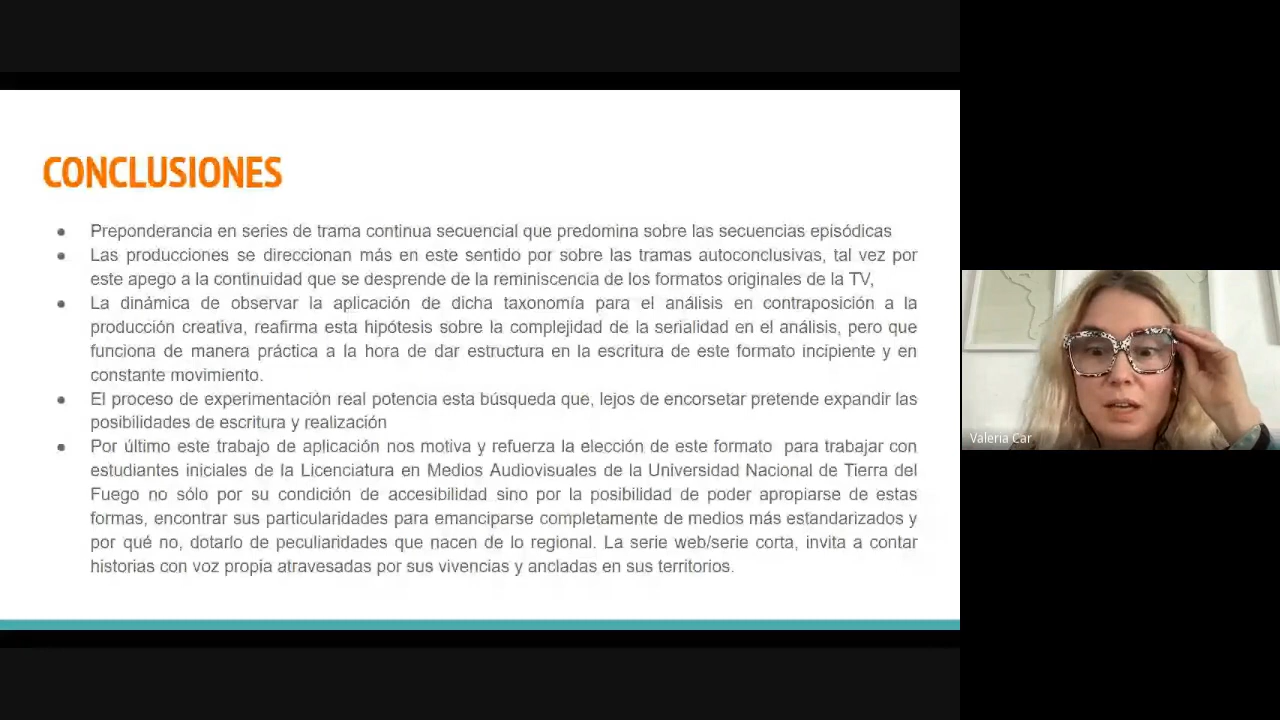 CONCLUSIONES
● Preponderancia en series de trama continua secuencial que predomina sobre las secuencias episódicas
● Las producciones se direccionan más en este sentido por sobre las tramas autoconclusivas, tal vez por
este apego a la continuidad que se desprende de la reminiscencia de los formatos originales de la TV,
● La dinámica de observar la aplicación de dicha taxonomía para el análisis en contraposición a la
producción creativa, reafirma esta hipótesis sobre la complejidad de la serialidad en el análisis, pero que
funciona de manera práctica a la hora de dar estructura en la escritura de este formato incipiente y en
constante movimiento.
● El proceso de experimentación real potencia esta búsqueda que, lejos de encorsetar pretende expandir las
posibilidades de escritura y realización
● Por último este trabajo de aplicación nos motiva y refuerza la elección de este formato para trabajar con
estudiantes iniciales de la Licenciatura en Medios Audiovisuales de la Universidad Nacional de Tierra del
Fuego no sólo por su condición de accesibilidad sino por la posibilidad de poder apropiarse de estas
formas, encontrar sus particularidades para emanciparse completamente de medios más estandarizados y
por qué no, dotarlo de peculiaridades que nacen de lo regional. La serie web/serie corta, invita a contar
historias con voz propia atravesadas por sus vivencias y ancladas en sus territorios.
Valeria Car